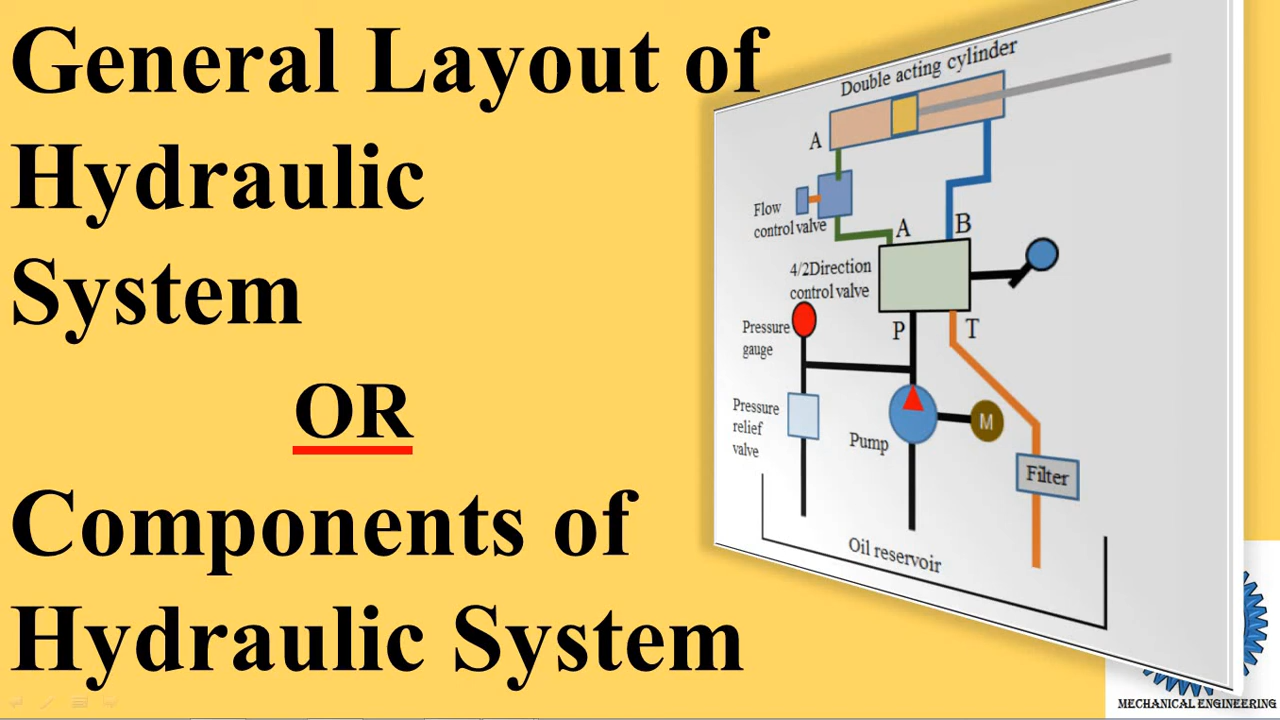 General Layout of
Hydraulic
System
OR
Components of
Hydraulic System
Double acting cylinder
A
Flow
control valve
A
B
4/2Direction
control valve
Pressure
gauge
P
T
Pressure
relief
valve
Pump
M
Filter
Oil reservoir
MECHANICAL ENGINEERING